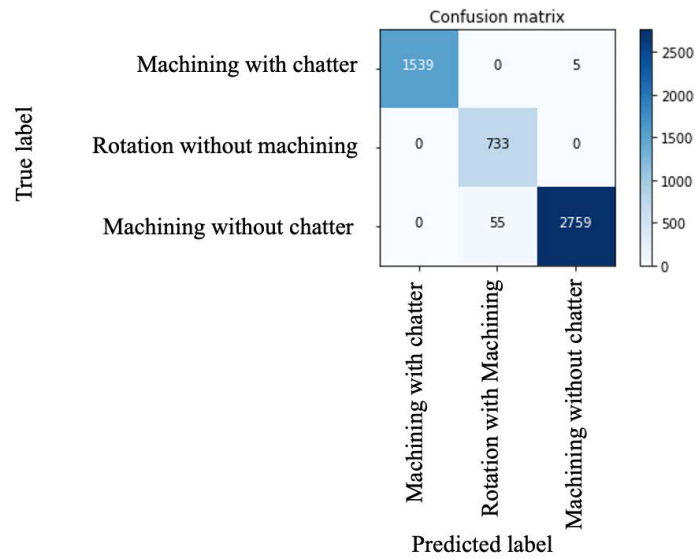 Confusion matrix
True label
Machining with chatter
Rotation without machining
Machining without chatter
1539 0 5
0 733 0
0 55 2759
2500
2000
1500
1000
500
0
Machining with chatter
Rotation with Machining
Machining without chatter
Predicted label